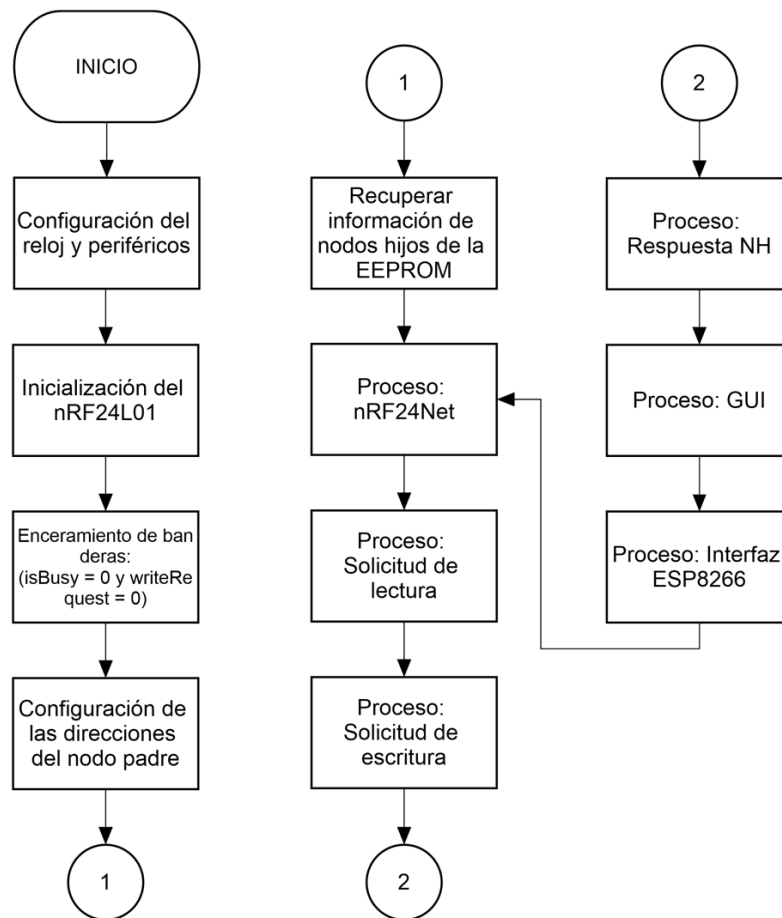 INICIO
Configuración del
reloj y periféricos
Inicialización del
nRF24L01
Enceramiento de ban
deras:
(isBusy = 0 y writeRe
quest = 0)
Configuración de
las direcciones
del nodo padre
1
1
Recuperar
información de
nodos hijos de la
EEPROM
Proceso:
nRF24Net
Proceso:
Solicitud de
lectura
Proceso:
Solicitud de
escritura
2
2
Proceso:
Respuesta NH
Proceso: GUI
Proceso: Interfaz
ESP8266